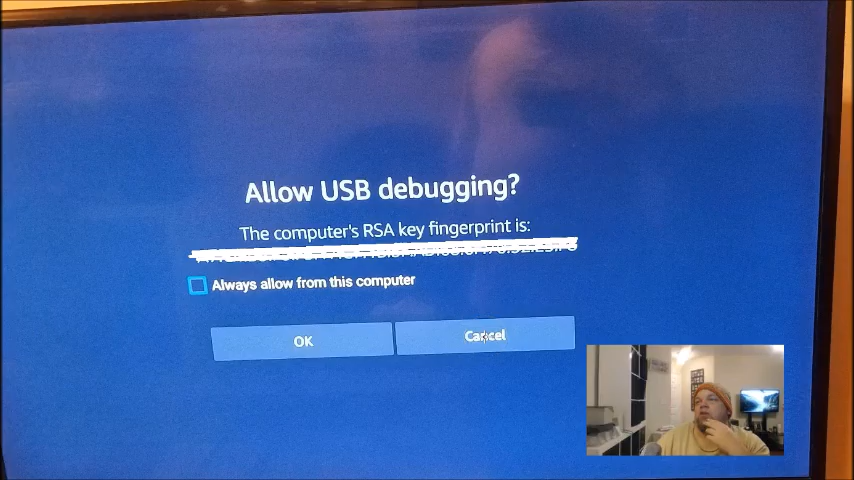 Allow USB debugging?
The computer's RSA key fingerprint is:
Always allow from this computer
OK
Cancel